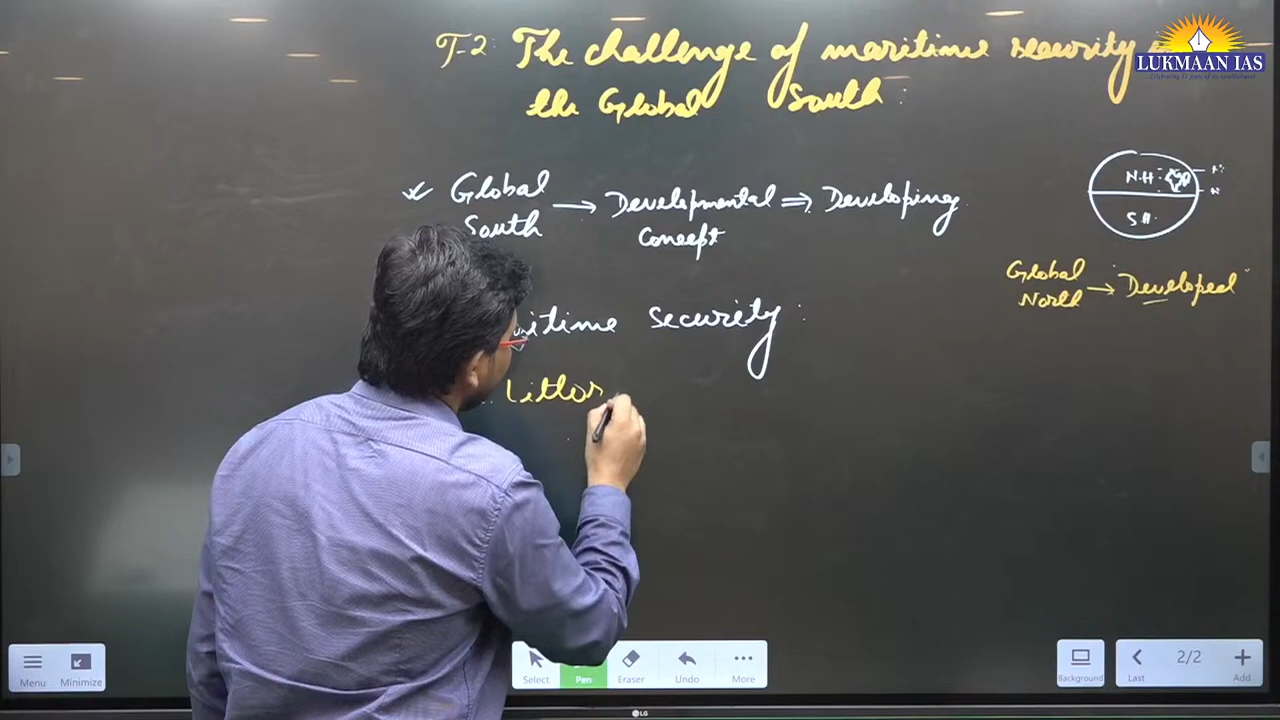 T-2: The challenge of maritime security
the Global South:
LUKMAAN IAS
Global South → Developmental Concept ⇒ Developing
N.H
S.H.
Global North → Developed
itime security:
Littor
Menu
Minimize
Select
Pen
Eraser
Undo
More
Background
Last
2/2
Add
LG